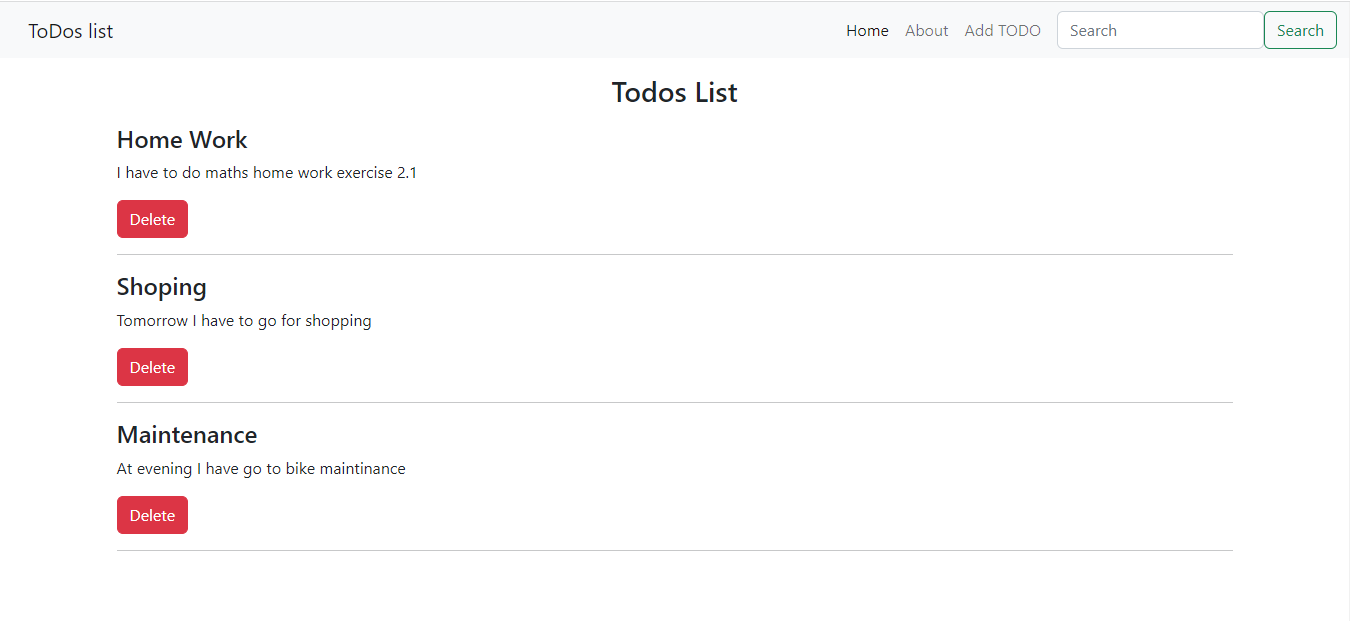 ToDos list
Home About Add TODO Search Search
Todos List
Home Work
I have to do maths home work exercise 2.1
Delete
Shoping
Tomorrow I have to go for shopping
Delete
Maintenance
At evening I have go to bike maintinance
Delete